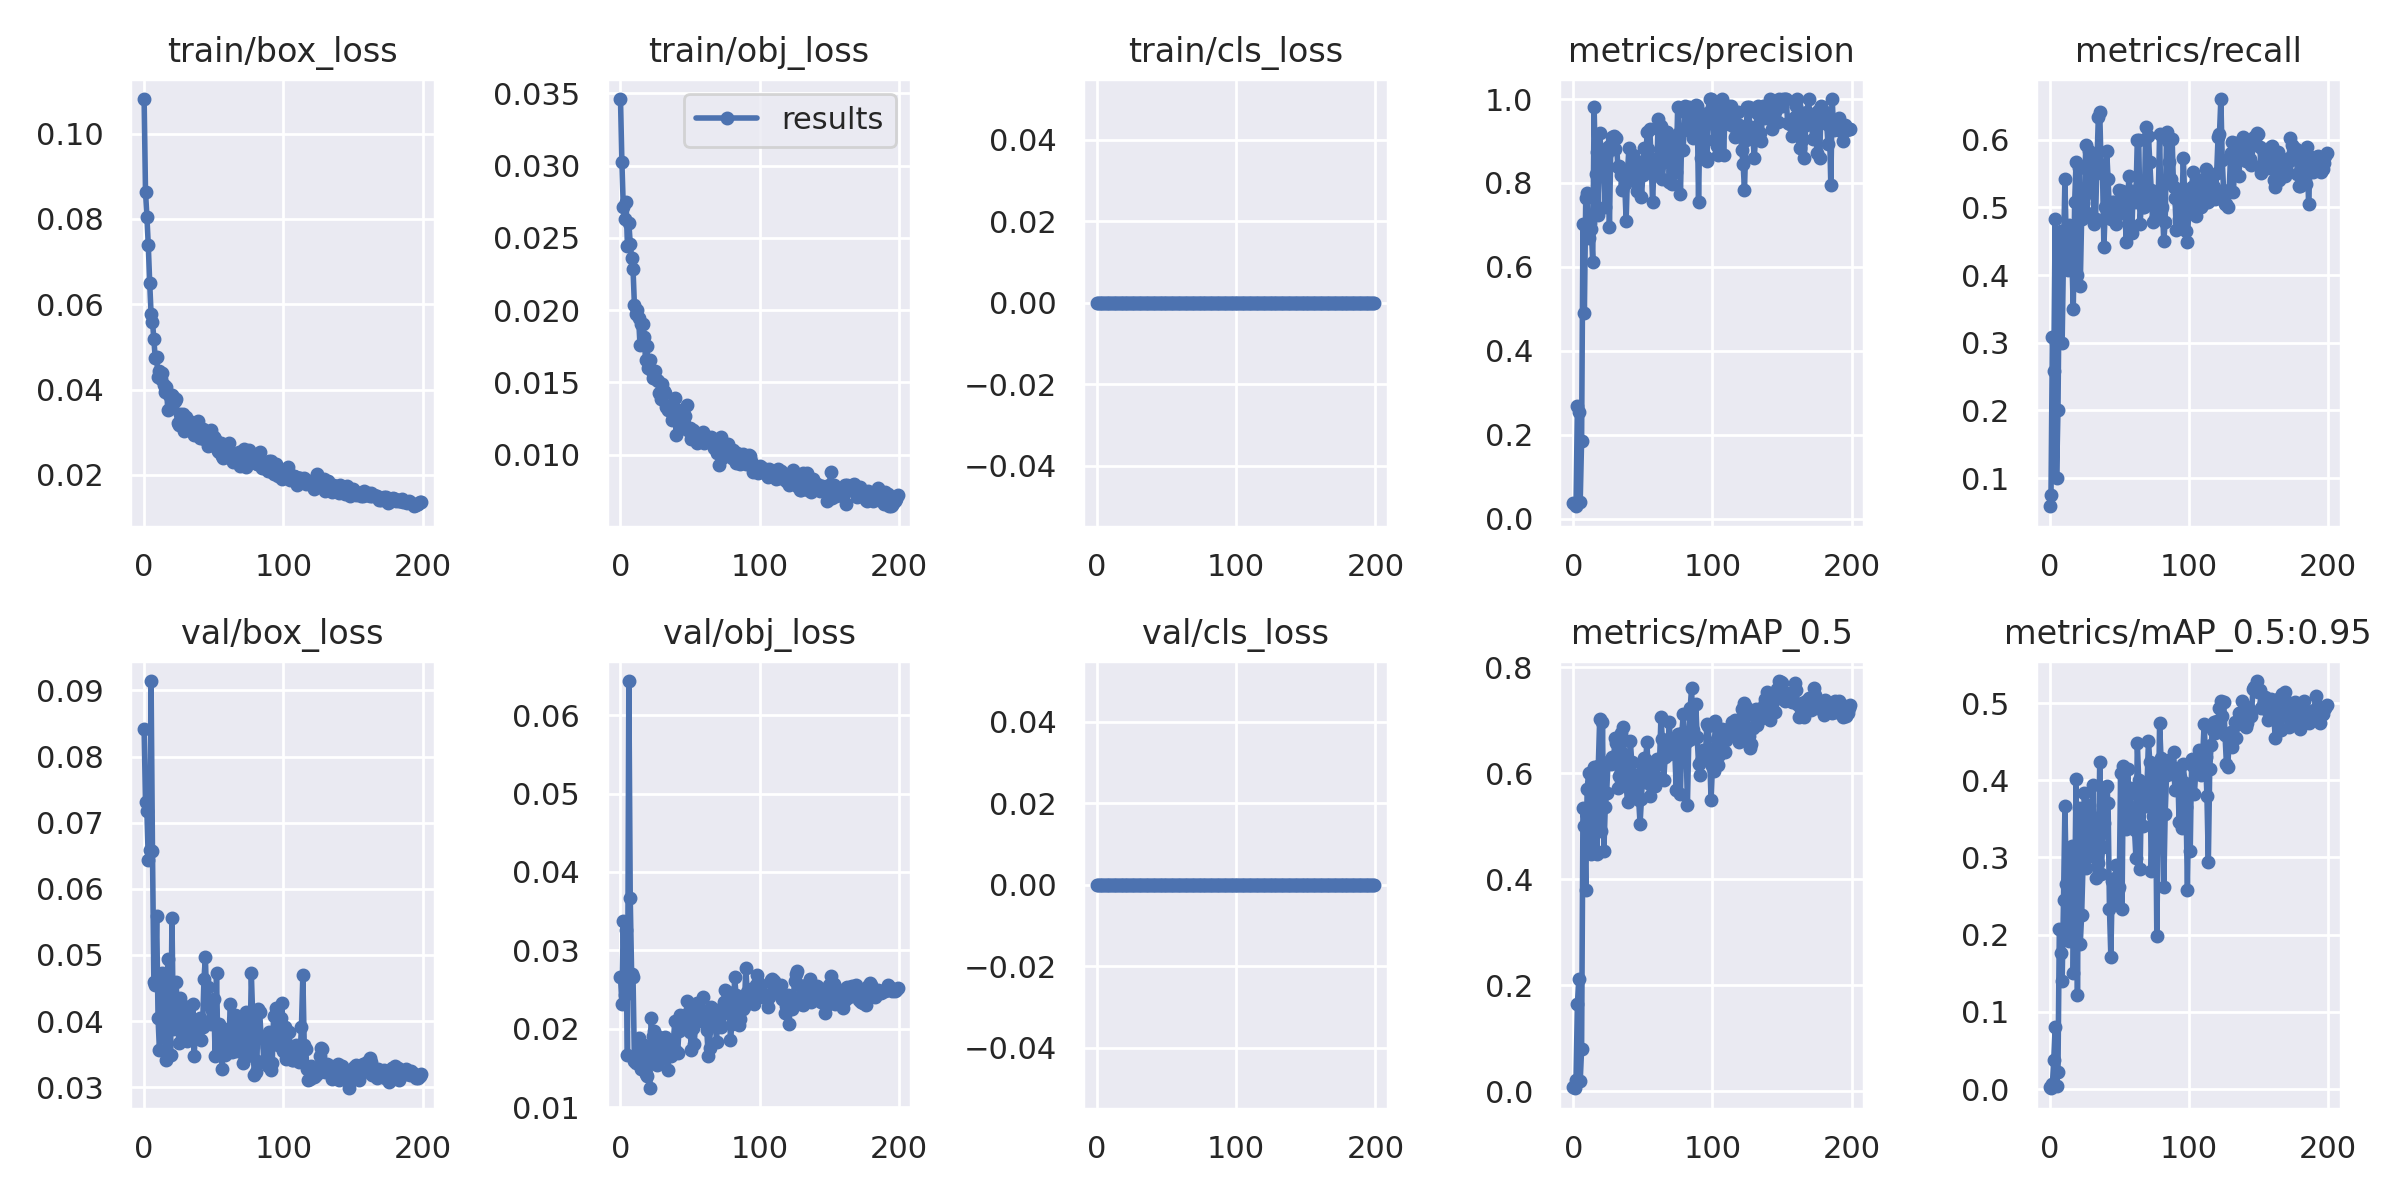 train/box_loss
0.10
0.08
0.06
0.04
0.02
0 100 200
train/obj_loss
results
0.035
0.030
0.025
0.020
0.015
0.010
0 100 200
train/cls_loss
0.04
0.02
0.00
−0.02
−0.04
0 100 200
metrics/precision
1.0
0.8
0.6
0.4
0.2
0.0
0 100 200
metrics/recall
0.6
0.5
0.4
0.3
0.2
0.1
0 100 200
val/box_loss
0.09
0.08
0.07
0.06
0.05
0.04
0.03
0 100 200
val/obj_loss
0.06
0.05
0.04
0.03
0.02
0.01
0 100 200
val/cls_loss
0.04
0.02
0.00
−0.02
−0.04
0 100 200
metrics/mAP_0.5
0.8
0.6
0.4
0.2
0.0
0 100 200
metrics/mAP_0.5:0.95
0.5
0.4
0.3
0.2
0.1
0.0
0 100 200